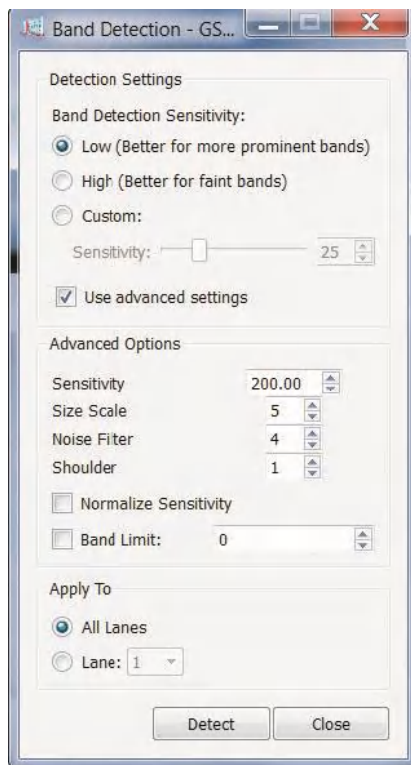 Band Detection - GS...
Detection Settings
Band Detection Sensitivity:
Low (Better for more prominent bands)
High (Better for faint bands)
Custom:
Sensitivity: 25
Use advanced settings
Advanced Options
Sensitivity 200.00
Size Scale 5
Noise Filter 4
Shoulder 1
Normalize Sensitivity
Band Limit: 0
Apply To
All Lanes
Lane: 1
Detect Close